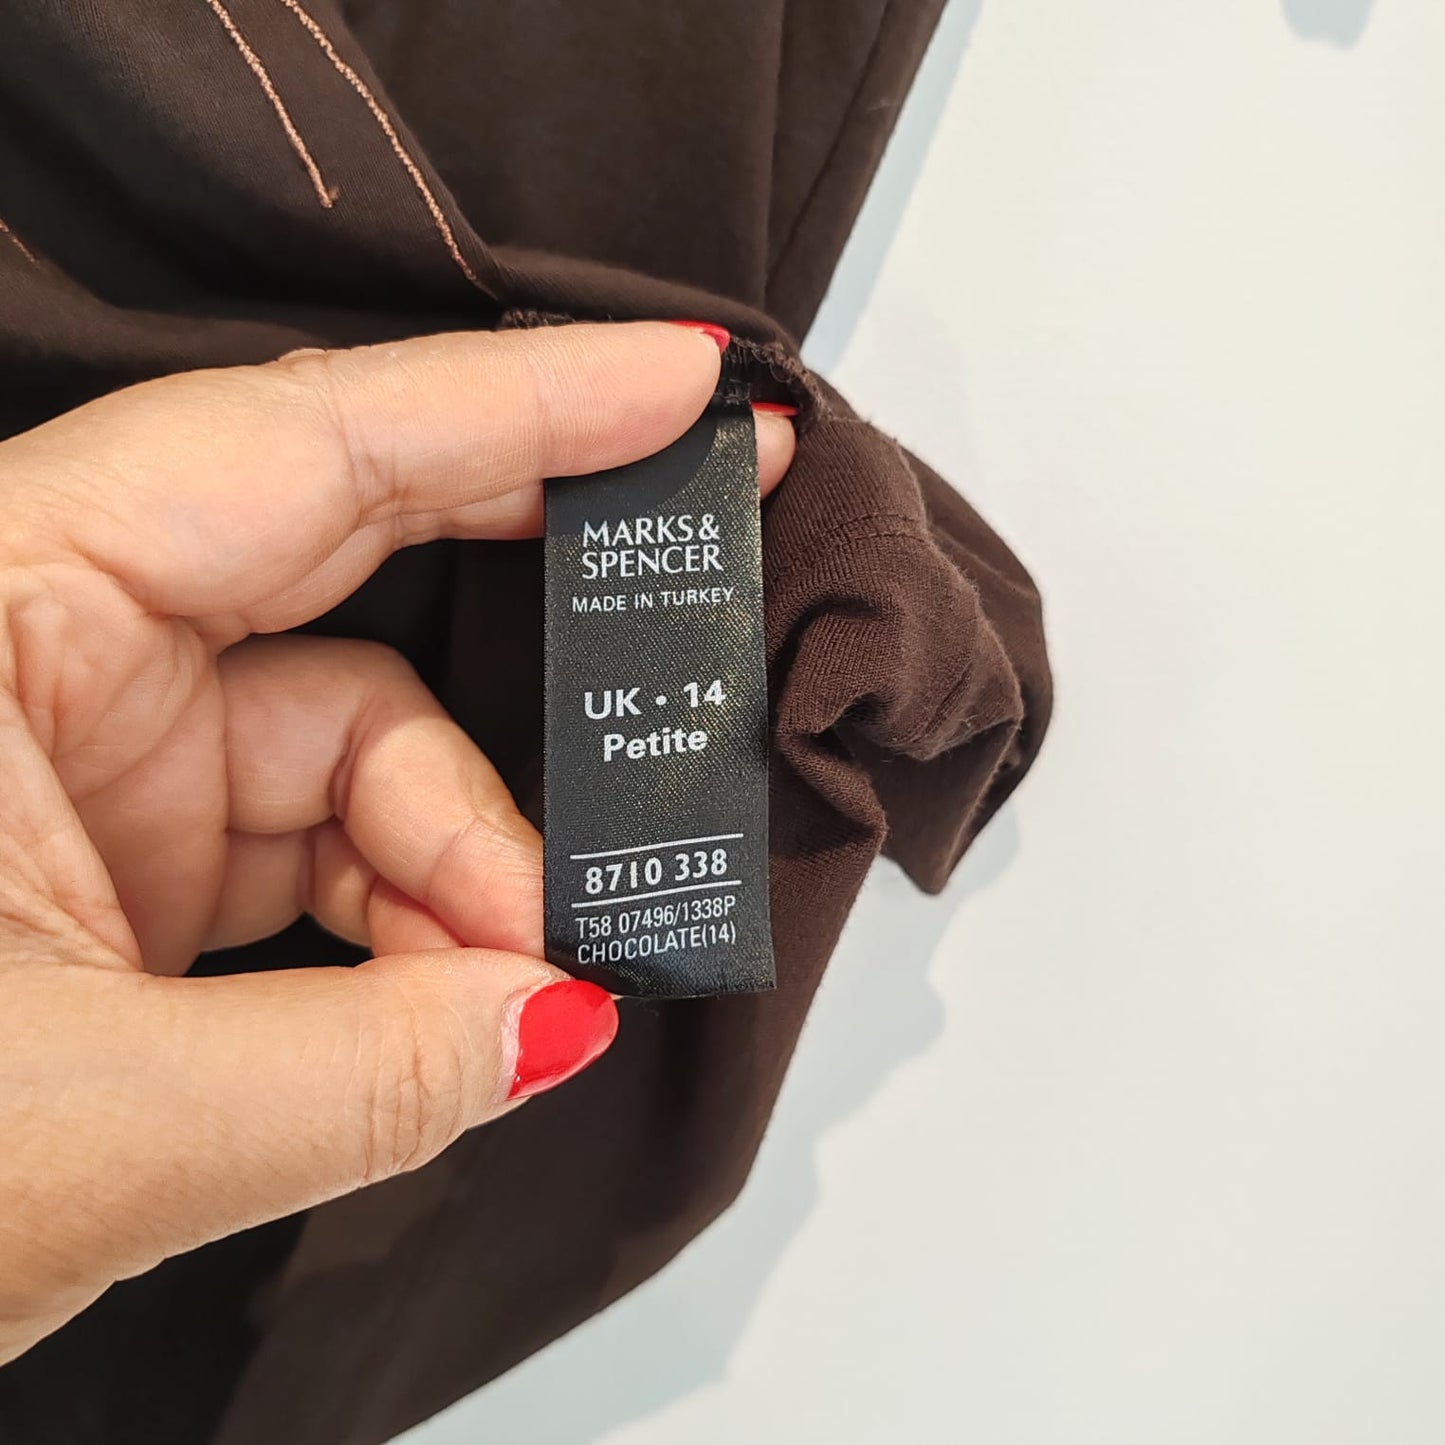 MARKS &
SPENCER
MADE IN TURKEY
UK • 14
Petite
8710 338
T58 07496/1338P
CHOCOLATE(14)